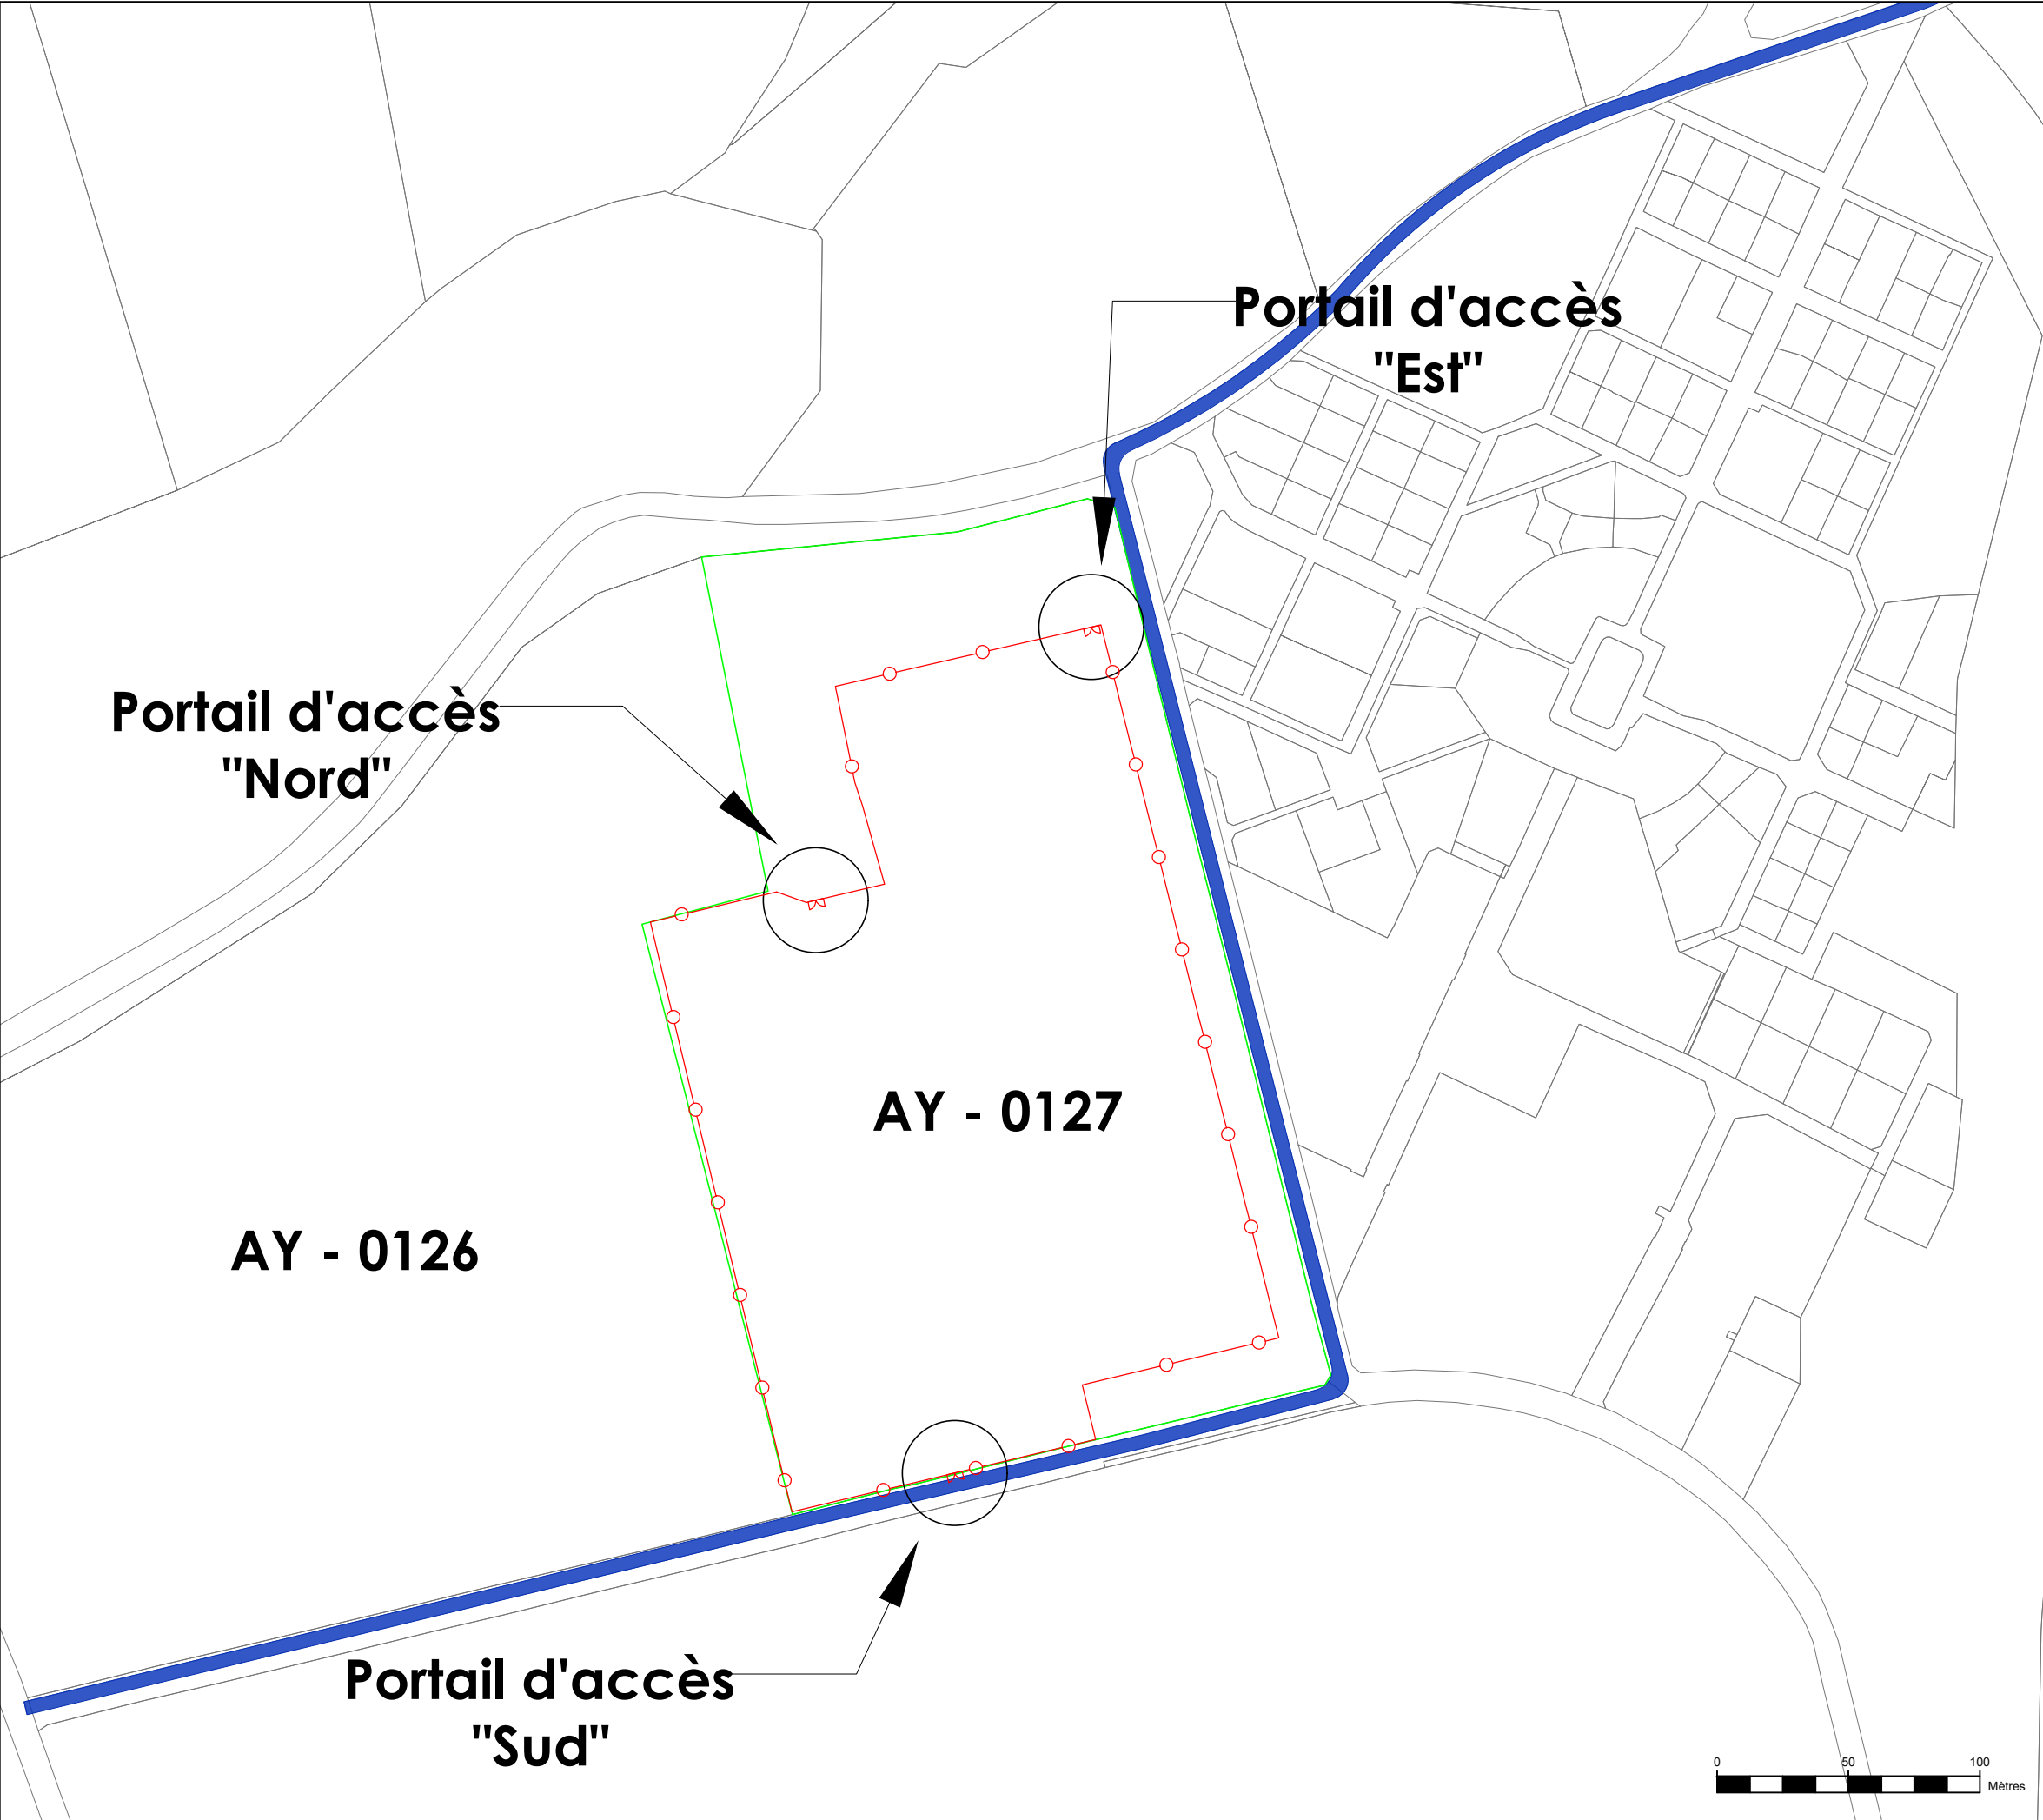 Portail d'accès
"Est"
Portail d'accès
"Nord"
AY - 0127
AY - 0126
Portail d'accès
"Sud"
0 50 100
Mètres